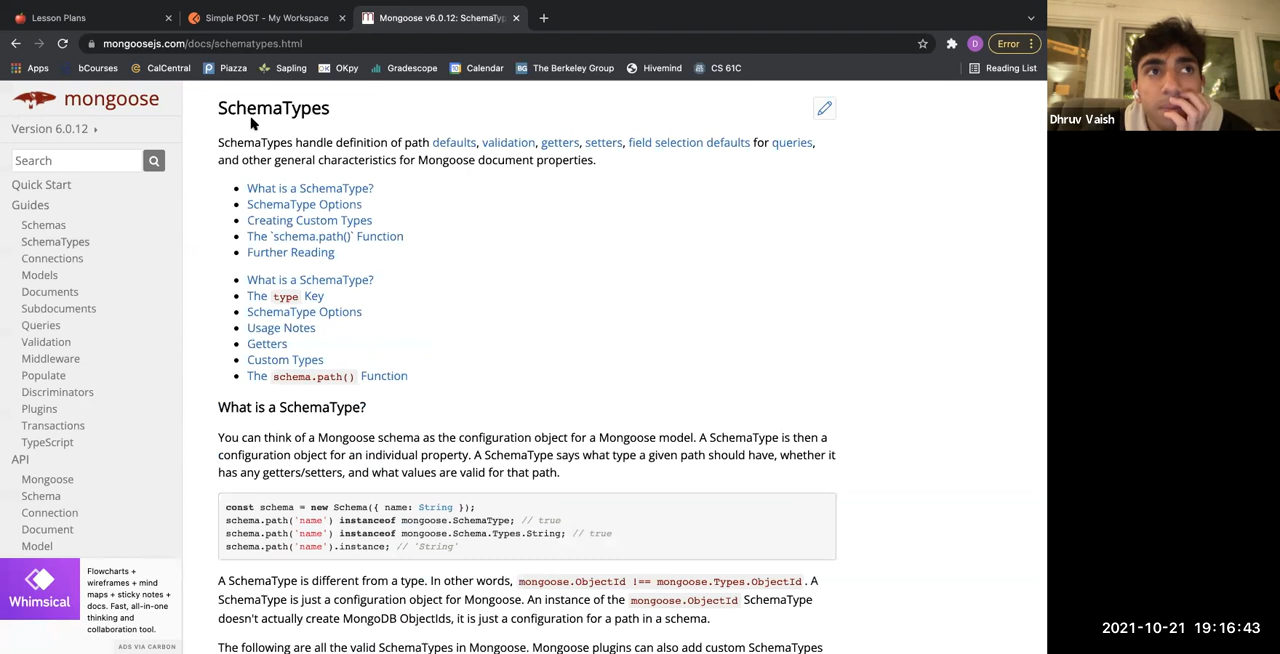 Lesson Plans
Simple POST - My Workspace
Mongoose v6.0.12: SchemaTyp
mongoosejs.com/docs/schematypes.html
D
Error
Apps
bCourses
CalCentral
Piazza
Sapling
OK OKpy
Gradescope
Calendar
BG The Berkeley Group
Hivemind
CS 61C
Reading List
mongoose
Version 6.0.12
Search
Quick Start
Guides
Schemas
SchemaTypes
Connections
Models
Documents
Subdocuments
Queries
Validation
Middleware
Populate
Discriminators
Plugins
Transactions
TypeScript
API
Mongoose
Schema
Connection
Document
Model
Whimsical
Flowcharts +
wireframes + mind
maps + sticky notes +
docs. Fast, all-in-one
thinking and
collaboration tool.
ADS VIA CARBON
SchemaTypes
SchemaTypes handle definition of path defaults, validation, getters, setters, field selection defaults for queries,
and other general characteristics for Mongoose document properties.
What is a SchemaType?
SchemaType Options
Creating Custom Types
The `schema.path()` Function
Further Reading
What is a SchemaType?
The type Key
SchemaType Options
Usage Notes
Getters
Custom Types
The schema.path() Function
What is a SchemaType?
You can think of a Mongoose schema as the configuration object for a Mongoose model. A SchemaType is then a
configuration object for an individual property. A SchemaType says what type a given path should have, whether it
has any getters/setters, and what values are valid for that path.
const schema = new Schema({ name: String });
schema.path('name') instanceof mongoose.SchemaType; // true
schema.path('name') instanceof mongoose.Schema.Types.String; // true
schema.path('name').instance; // 'String'
A SchemaType is different from a type. In other words, mongoose.ObjectId !== mongoose.Types.ObjectId. A
SchemaType is just a configuration object for Mongoose. An instance of the mongoose.ObjectId SchemaType
doesn't actually create MongoDB ObjectIds, it is just a configuration for a path in a schema.
The following are all the valid SchemaTypes in Mongoose. Mongoose plugins can also add custom SchemaTypes
Dhruv Vaish
2021-10-21 19:16:43